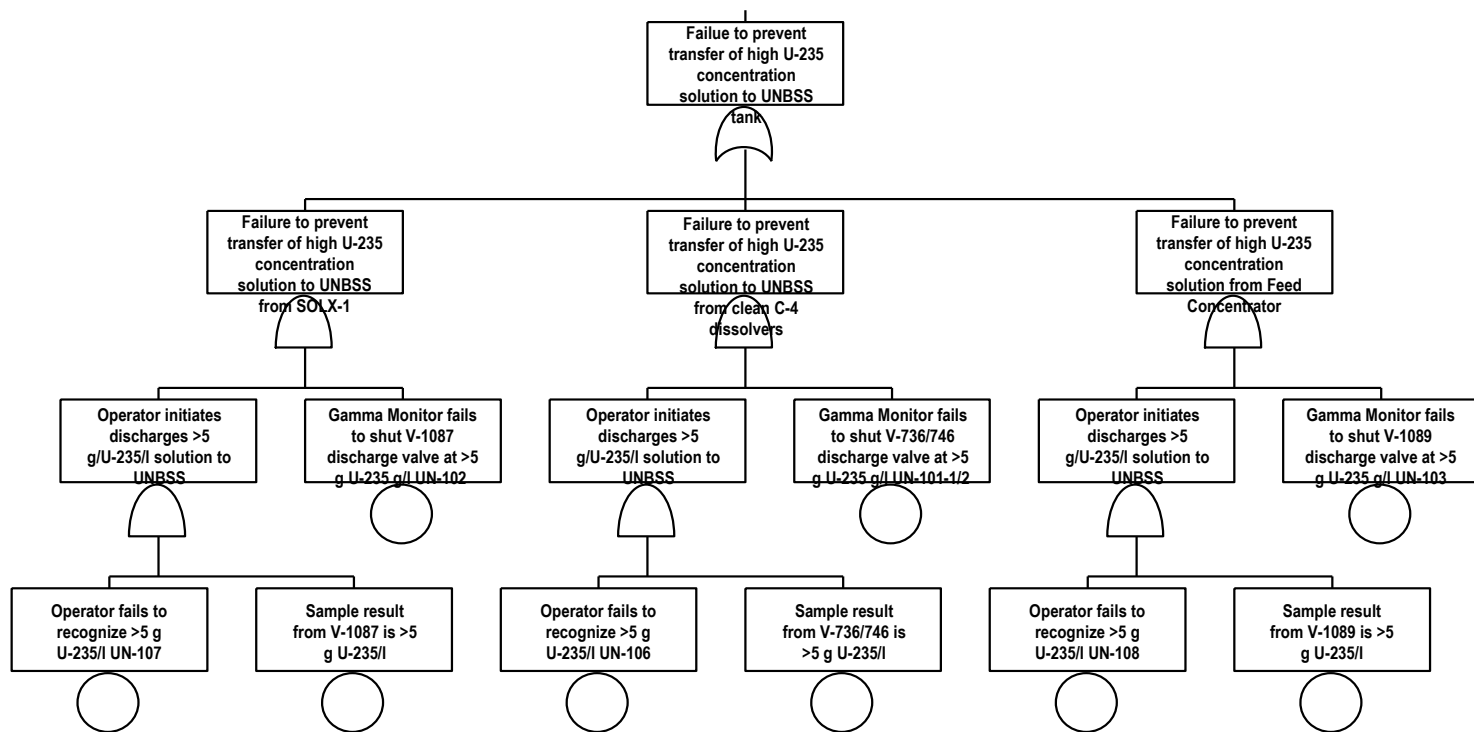 Failue to prevent
transfer of high U-235
concentration
solution to UNBSS
tank
Failure to prevent
transfer of high U-235
concentration
solution to UNBSS
from SOLX-1
Failure to prevent
transfer of high U-235
concentration
solution to UNBSS
from clean C-4
dissolvers
Failure to prevent
transfer of high U-235
concentration
solution from Feed
Concentrator
Operator initiates
discharges >5
g/U-235/l solution to
UNBSS
Gamma Monitor fails
to shut V-1087
discharge valve at >5
g U-235 g/l UN-102
Operator initiates
discharges >5
g/U-235/l solution to
UNBSS
Gamma Monitor fails
to shut V-736/746
discharge valve at >5
g U-235 g/l UN-101-1/2
Operator initiates
discharges >5
g/U-235/l solution to
UNBSS
Gamma Monitor fails
to shut V-1089
discharge valve at >5
g U-235 g/l UN-103
Operator fails to
recognize >5 g
U-235/l UN-107
Sample result
from V-1087 is >5
g U-235/l
Operator fails to
recognize >5 g
U-235/l UN-106
Sample result
from V-736/746 is
>5 g U-235/l
Operator fails to
recognize >5 g
U-235/l UN-108
Sample result
from V-1089 is >5
g U-235/l